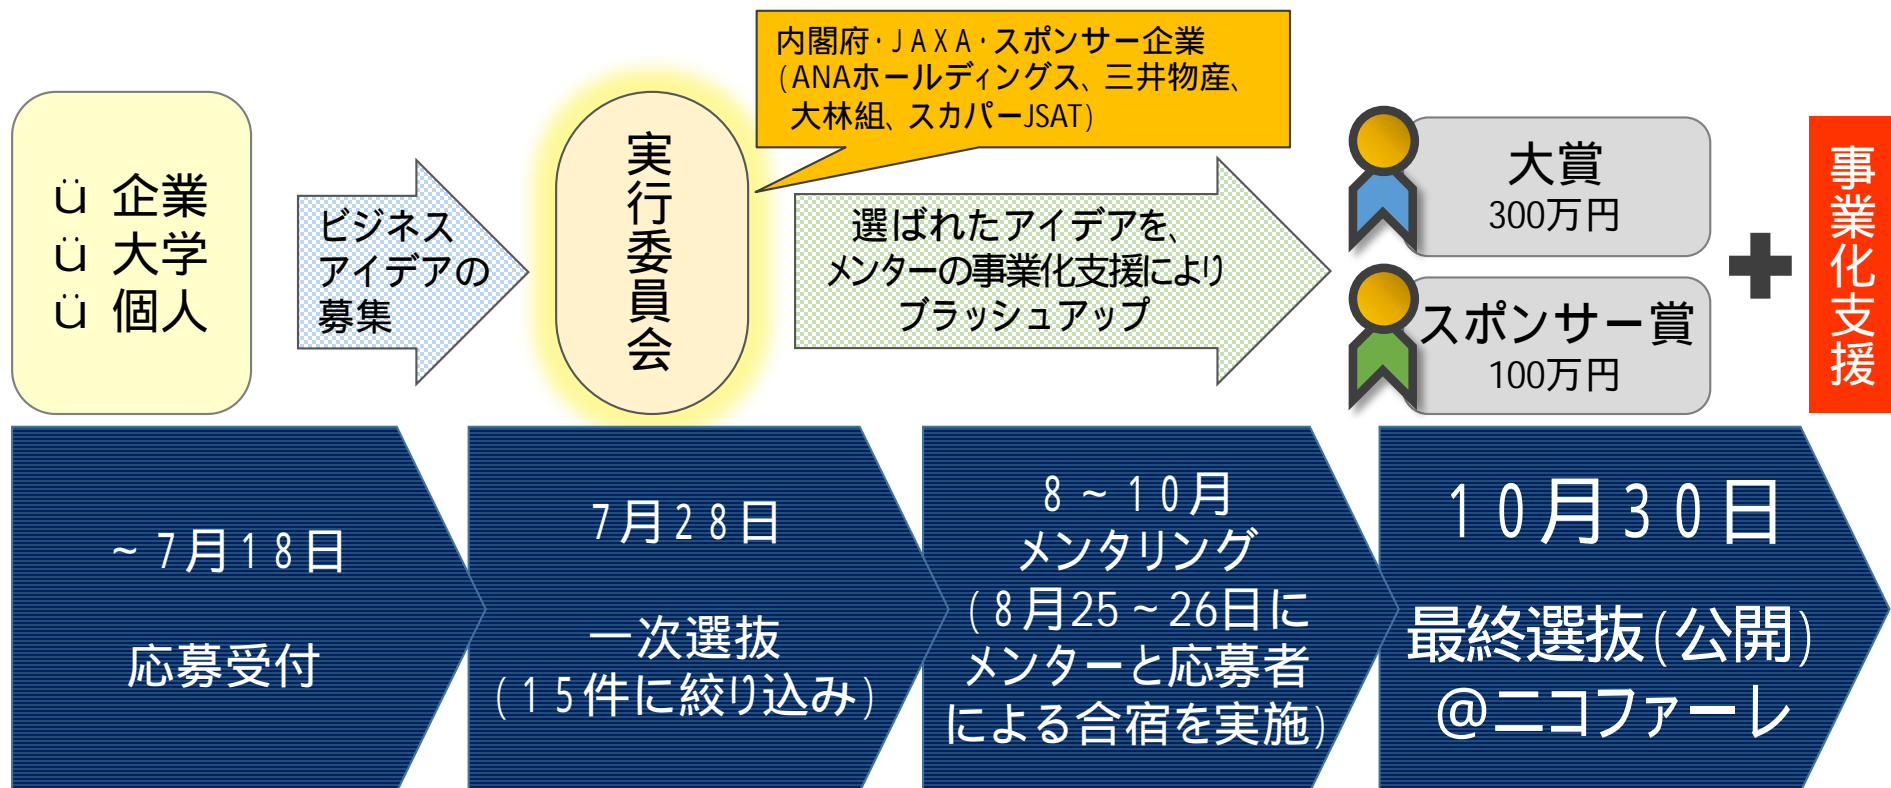 内閣府・JAXA・スポンサー企業
(ANAホールディングス、三井物産、
大林組、スカパーJSAT)
ü 企業
ü 大学
ü 個人
ビジネス
アイデアの
募集
実行委員会
選ばれたアイデアを、
メンターの事業化支援により
ブラッシュアップ
大賞
300万円
スポンサー賞
100万円
事業化支援
~7月18日
応募受付
7月28日
一次選抜
(15件に絞り込み)
8~10月
メンタリング
(8月25~26日に
メンターと応募者
による合宿を実施)
10月30日
最終選抜(公開)
@ニコファーレ